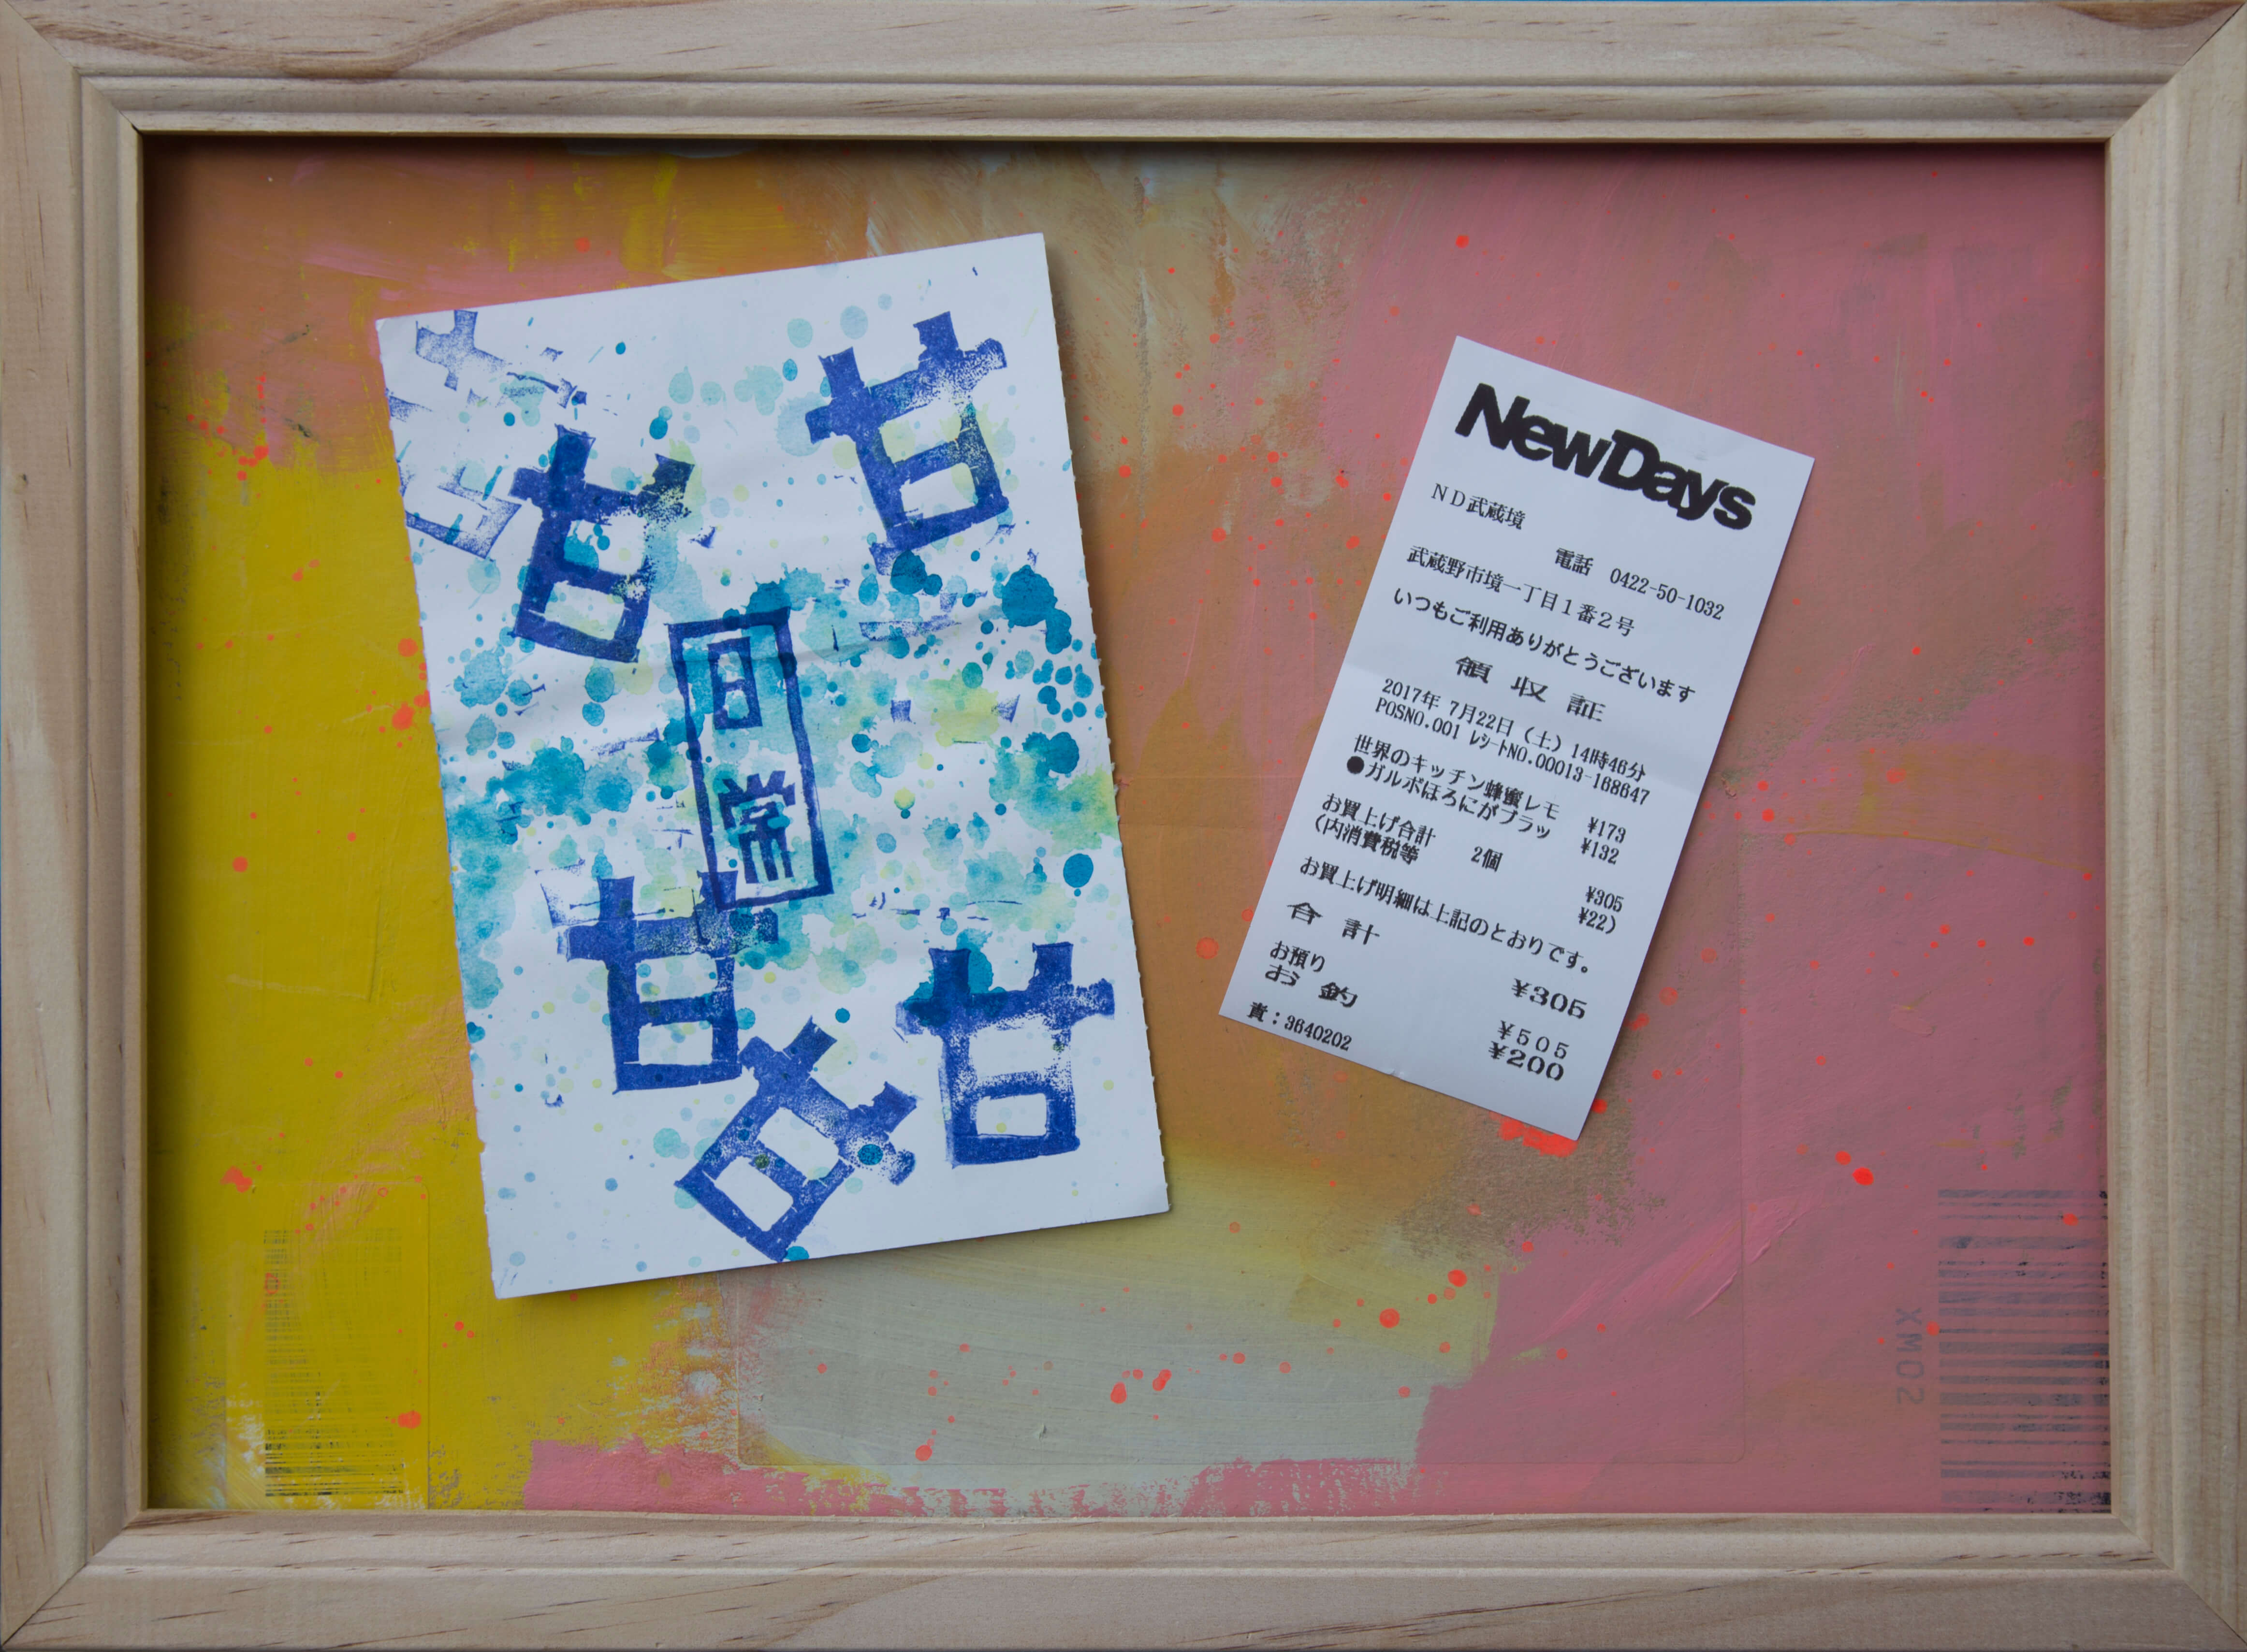 甘
甘
日常
甘
甘
甘
NewDays
ND武蔵境
電話 0422-50-1032
武蔵野市境一丁目1番2号
いつもご利用ありがとうございます
領収証
2017年 7月22日(土) 14時46分
POSNO.001 レシートNO.00013-168647
世界のキッチン蜂蜜レモ ¥173
●ガルボほろにがブラッ ¥132
お買上げ合計 2個 ¥305
(内消費税等 ¥22)
お買上げ明細は上記のとおりです。
合計 ¥305
お預り ¥505
お釣 ¥200
責:3640202
XM02